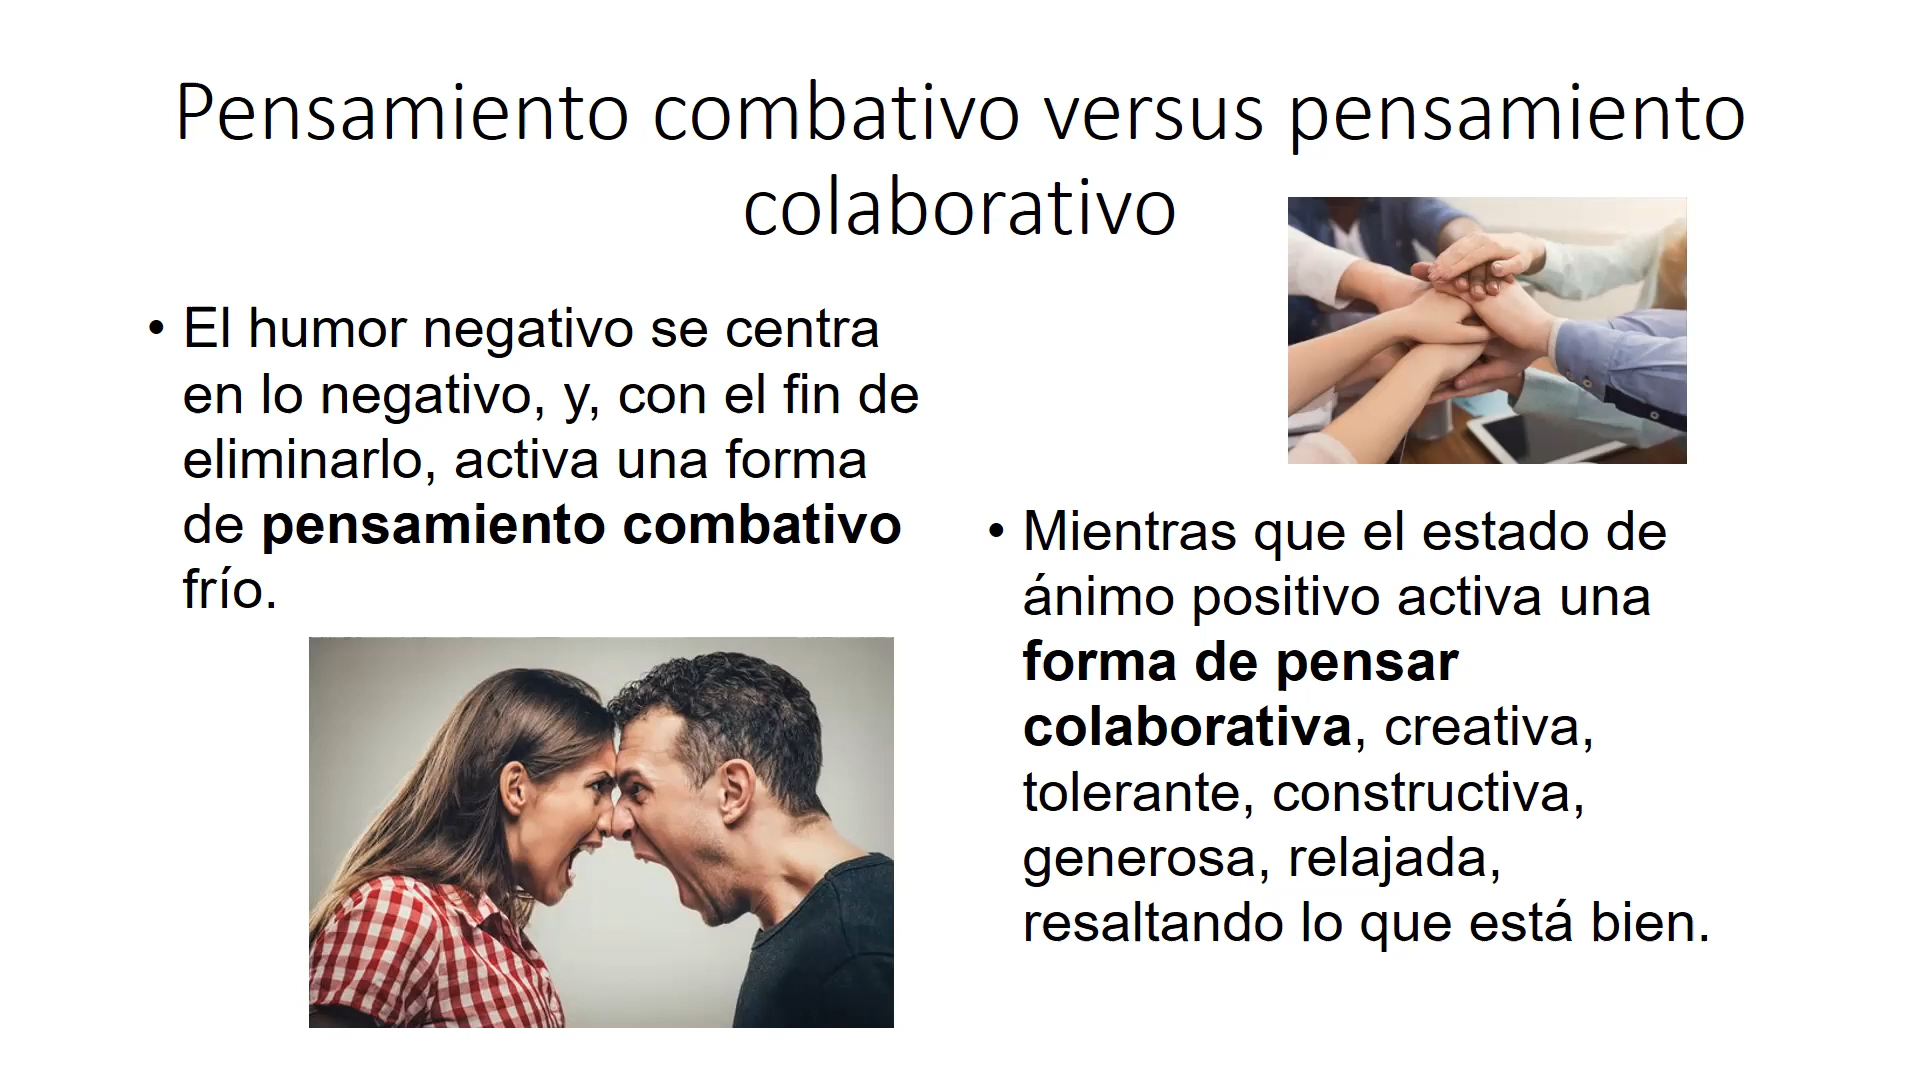 Pensamiento combativo versus pensamiento
colaborativo
• El humor negativo se centra
en lo negativo, y, con el fin de
eliminarlo, activa una forma
de pensamiento combativo
frío.
• Mientras que el estado de
ánimo positivo activa una
forma de pensar
colaborativa, creativa,
tolerante, constructiva,
generosa, relajada,
resaltando lo que está bien.